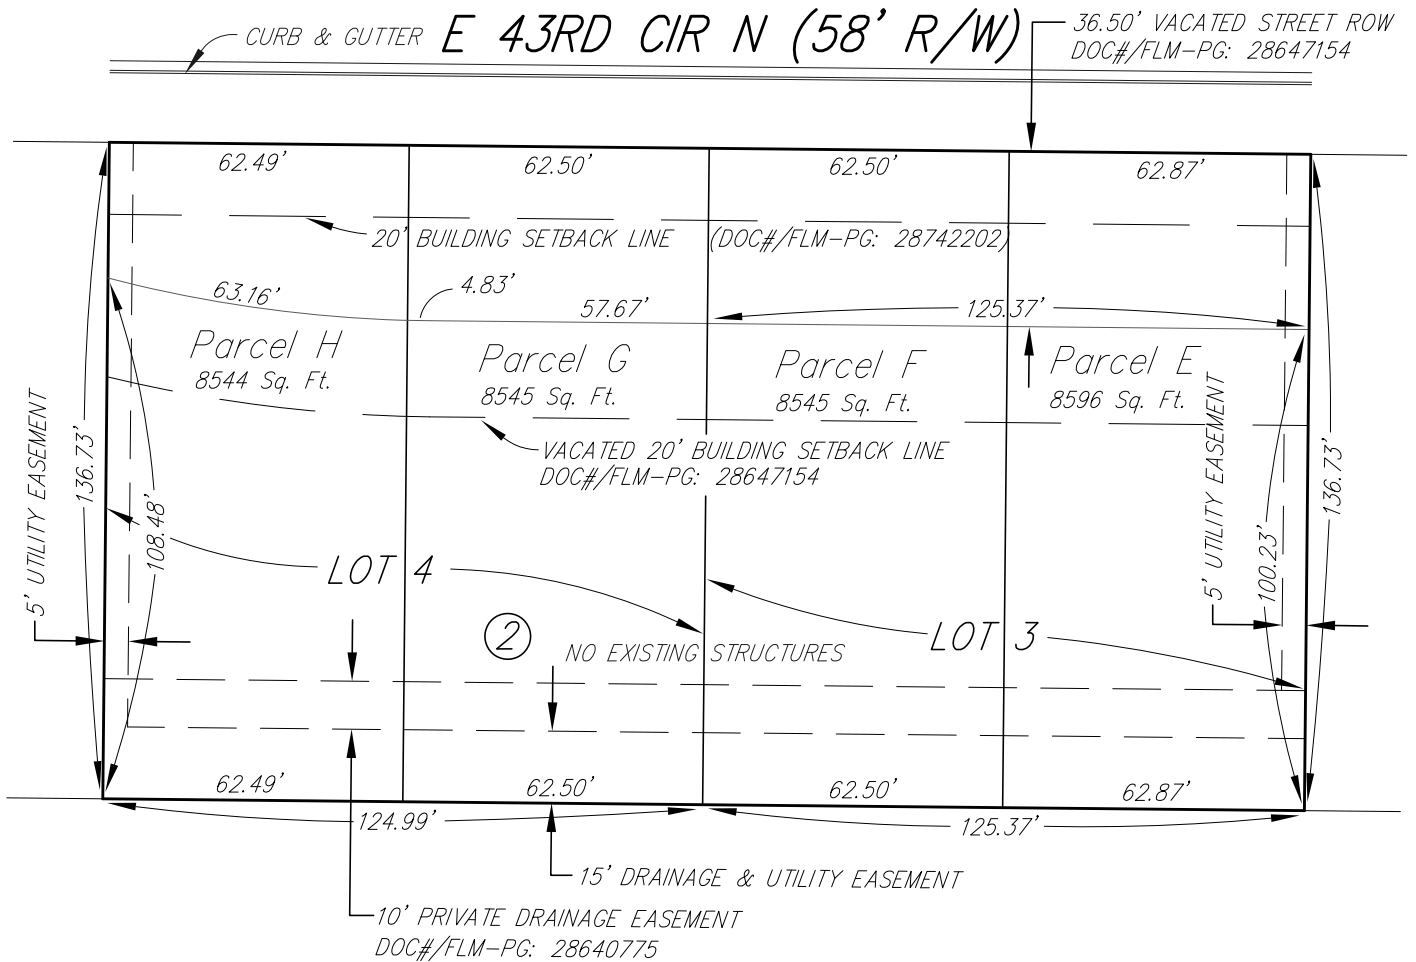 CURB & GUTTER
E 43RD CIR N (58' R/W)
36.50' VACATED STREET ROW
DOC#/FLM-PG: 28647154
62.49'
62.50'
62.50'
62.87'
20' BUILDING SETBACK LINE (DOC#/FLM-PG: 28742202)
63.16'
4.83'
57.67'
125.37'
Parcel H
8544 Sq. Ft.
Parcel G
8545 Sq. Ft.
Parcel F
8545 Sq. Ft.
Parcel E
8596 Sq. Ft.
VACATED 20' BUILDING SETBACK LINE
DOC#/FLM-PG: 28647154
5' UTILITY EASEMENT
136.73'
108.48'
5' UTILITY EASEMENT
100.23'
136.73'
LOT 4
LOT 3
2
NO EXISTING STRUCTURES
62.49'
62.50'
62.50'
62.87'
124.99'
125.37'
15' DRAINAGE & UTILITY EASEMENT
10' PRIVATE DRAINAGE EASEMENT
DOC#/FLM-PG: 28640775